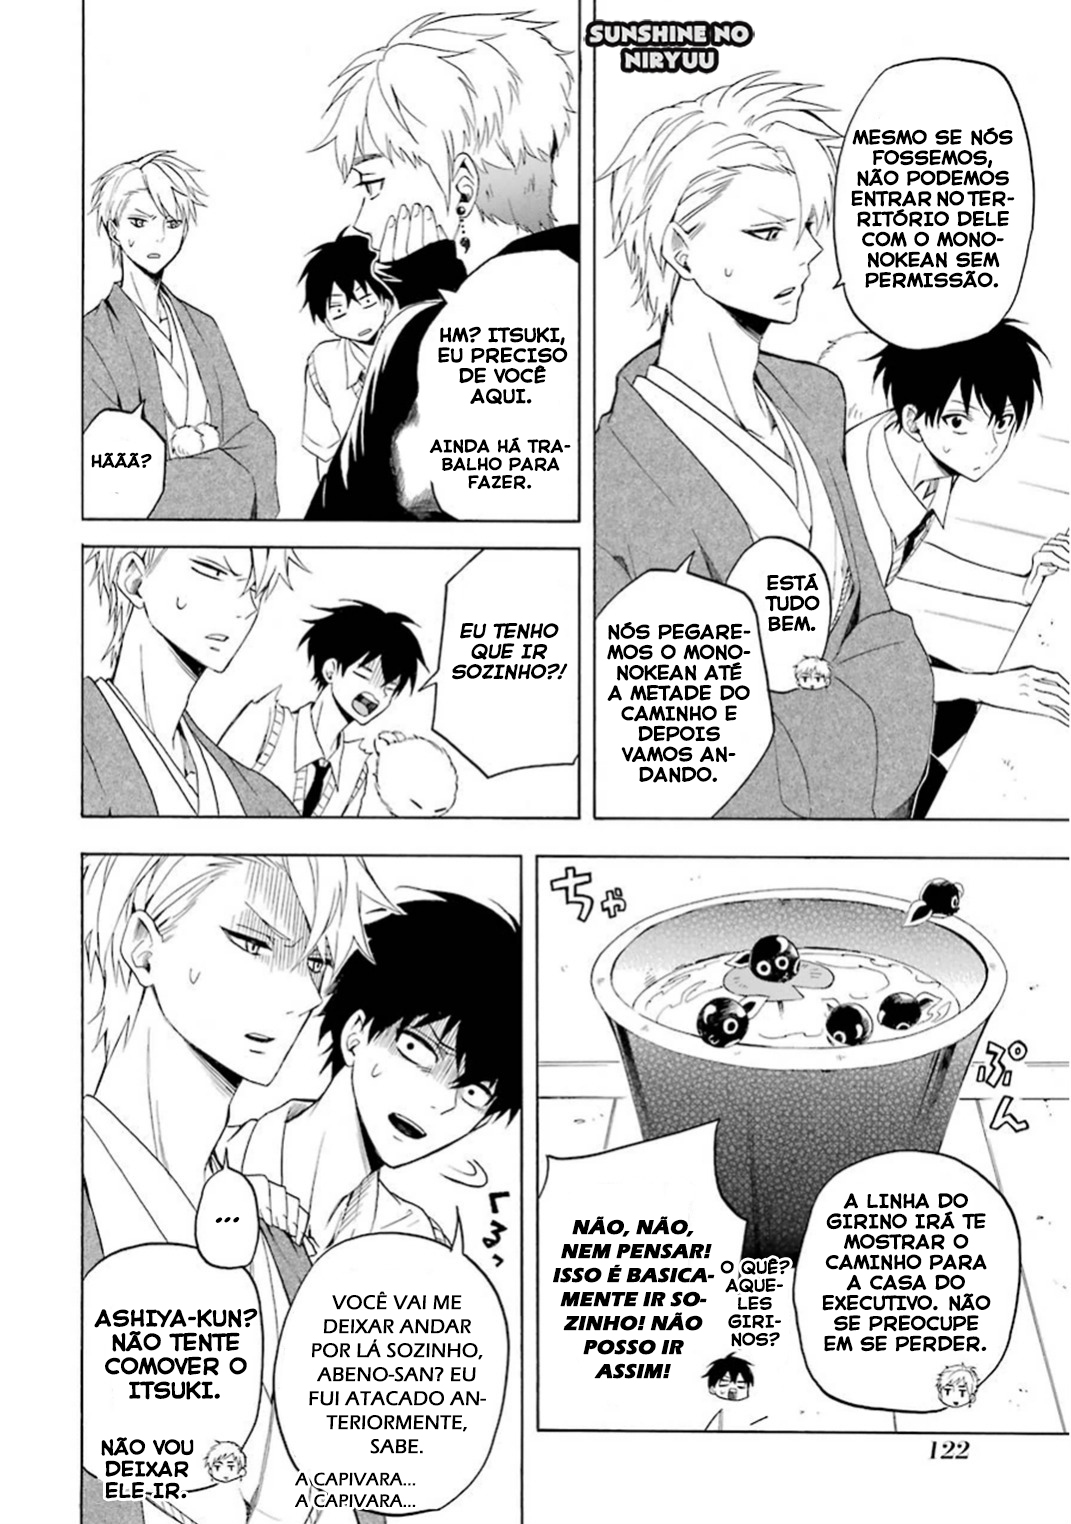 SUNSHINE NO
NIRYUU
MESMO SE NÓS
FOSSEMOS,
NÃO PODEMOS
ENTRAR NO TER-
RITÓRIO DELE
COM O MONO-
NOKEAN SEM
PERMISSÃO.
ESTÁ
TUDO
BEM.
NÓS PEGARE-
MOS O MONO-
NOKEAN ATÉ
A METADE DO
CAMINHO E
DEPOIS
VAMOS AN-
DANDO.
HM? ITSUKI,
EU PRECISO
DE VOCÊ
AQUI.
AINDA HÁ TRA-
BALHO PARA
FAZER.
HÃÃÃ?
EU TENHO
QUE IR
SOZINHO?!
ちゃ
ぷん
A LINHA DO
GIRINO IRÁ TE
MOSTRAR O
CAMINHO PARA
A CASA DO
EXECUTIVO. NÃO
SE PREOCUPE
EM SE PERDER.
O QUÊ?
AQUE-
LES
GIRI-
NOS?
NÃO, NÃO,
NEM PENSAR!
ISSO É BASICA-
MENTE IR SO-
ZINHO! NÃO
POSSO IR
ASSIM!
くるっ
VOCÊ VAI ME
DEIXAR ANDAR
POR LÁ SOZINHO,
ABENO-SAN? EU
FUI ATACADO AN-
TERIORMENTE,
SABE.
A CAPIVARA...
A CAPIVARA...
...
ASHIYA-KUN?
NÃO TENTE
COMOVER O
ITSUKI.
NÃO VOU
DEIXAR
ELE IR.
122